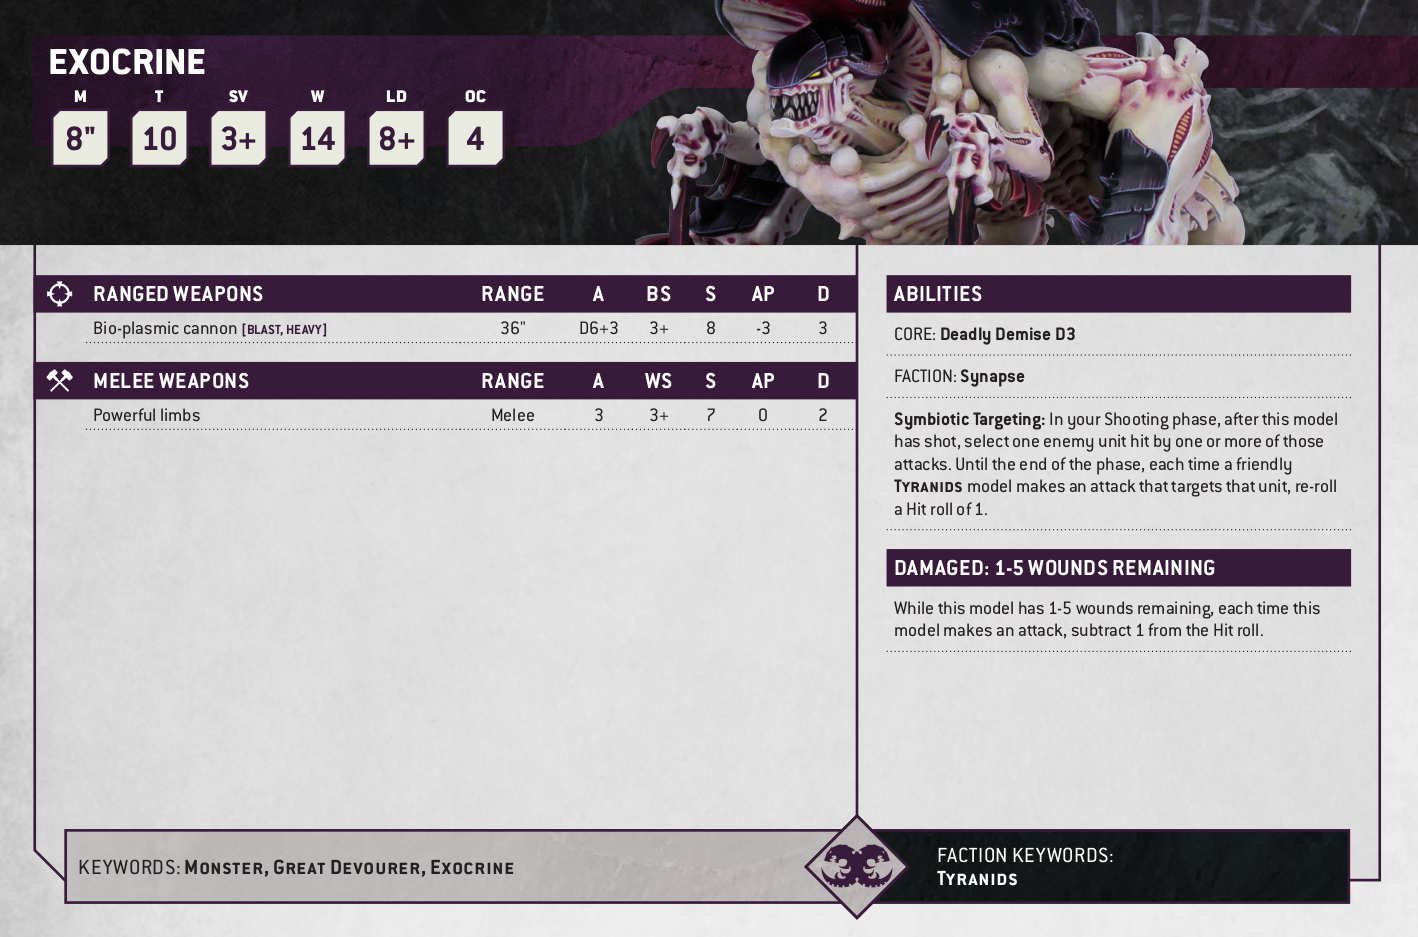 EXOCRINE
M T SV W LD OC
8" 10 3+ 14 8+ 4
RANGED WEAPONS RANGE A BS S AP D
Bio-plasmic cannon [BLAST, HEAVY] 36" D6+3 3+ 8 -3 3
MELEE WEAPONS RANGE A WS S AP D
Powerful limbs Melee 3 3+ 7 0 2
ABILITIES
CORE: Deadly Demise D3
FACTION: Synapse
Symbiotic Targeting: In your Shooting phase, after this model
has shot, select one enemy unit hit by one or more of those
attacks. Until the end of the phase, each time a friendly
TYRANIDS model makes an attack that targets that unit, re-roll
a Hit roll of 1.
DAMAGED: 1-5 WOUNDS REMAINING
While this model has 1-5 wounds remaining, each time this
model makes an attack, subtract 1 from the Hit roll.
KEYWORDS: MONSTER, GREAT DEVOURER, EXOCRINE
FACTION KEYWORDS:
TYRANIDS